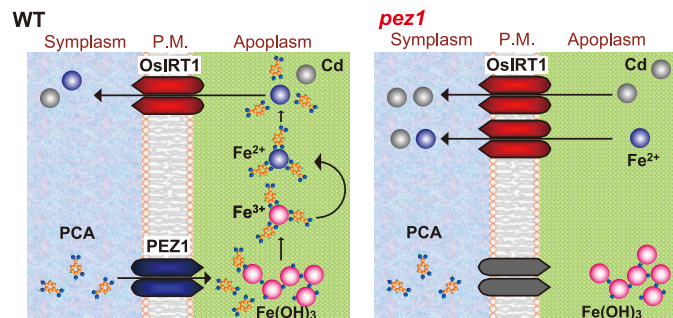 WT
Symplasm P.M. Apoplasm
OsIRT1
Cd
Fe2+
Fe3+
PCA
PEZ1
Fe(OH)3
pez1
Symplasm P.M. Apoplasm
OsIRT1
Cd
Fe2+
PCA
Fe(OH)3